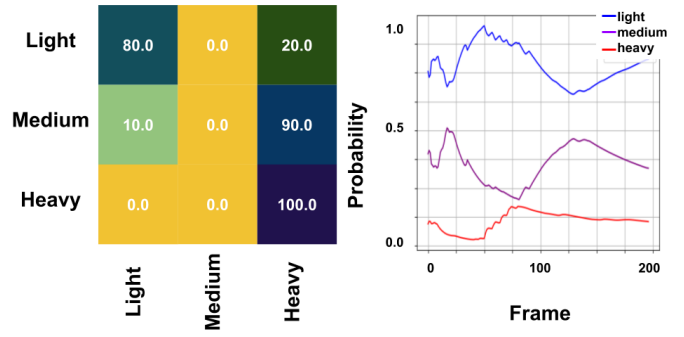 Light
80.0
0.0
20.0
Medium
10.0
0.0
90.0
Heavy
0.0
0.0
100.0
Light
Medium
Heavy
Probability
1.0
0.5
0.0
light
medium
heavy
0
100
200
Frame